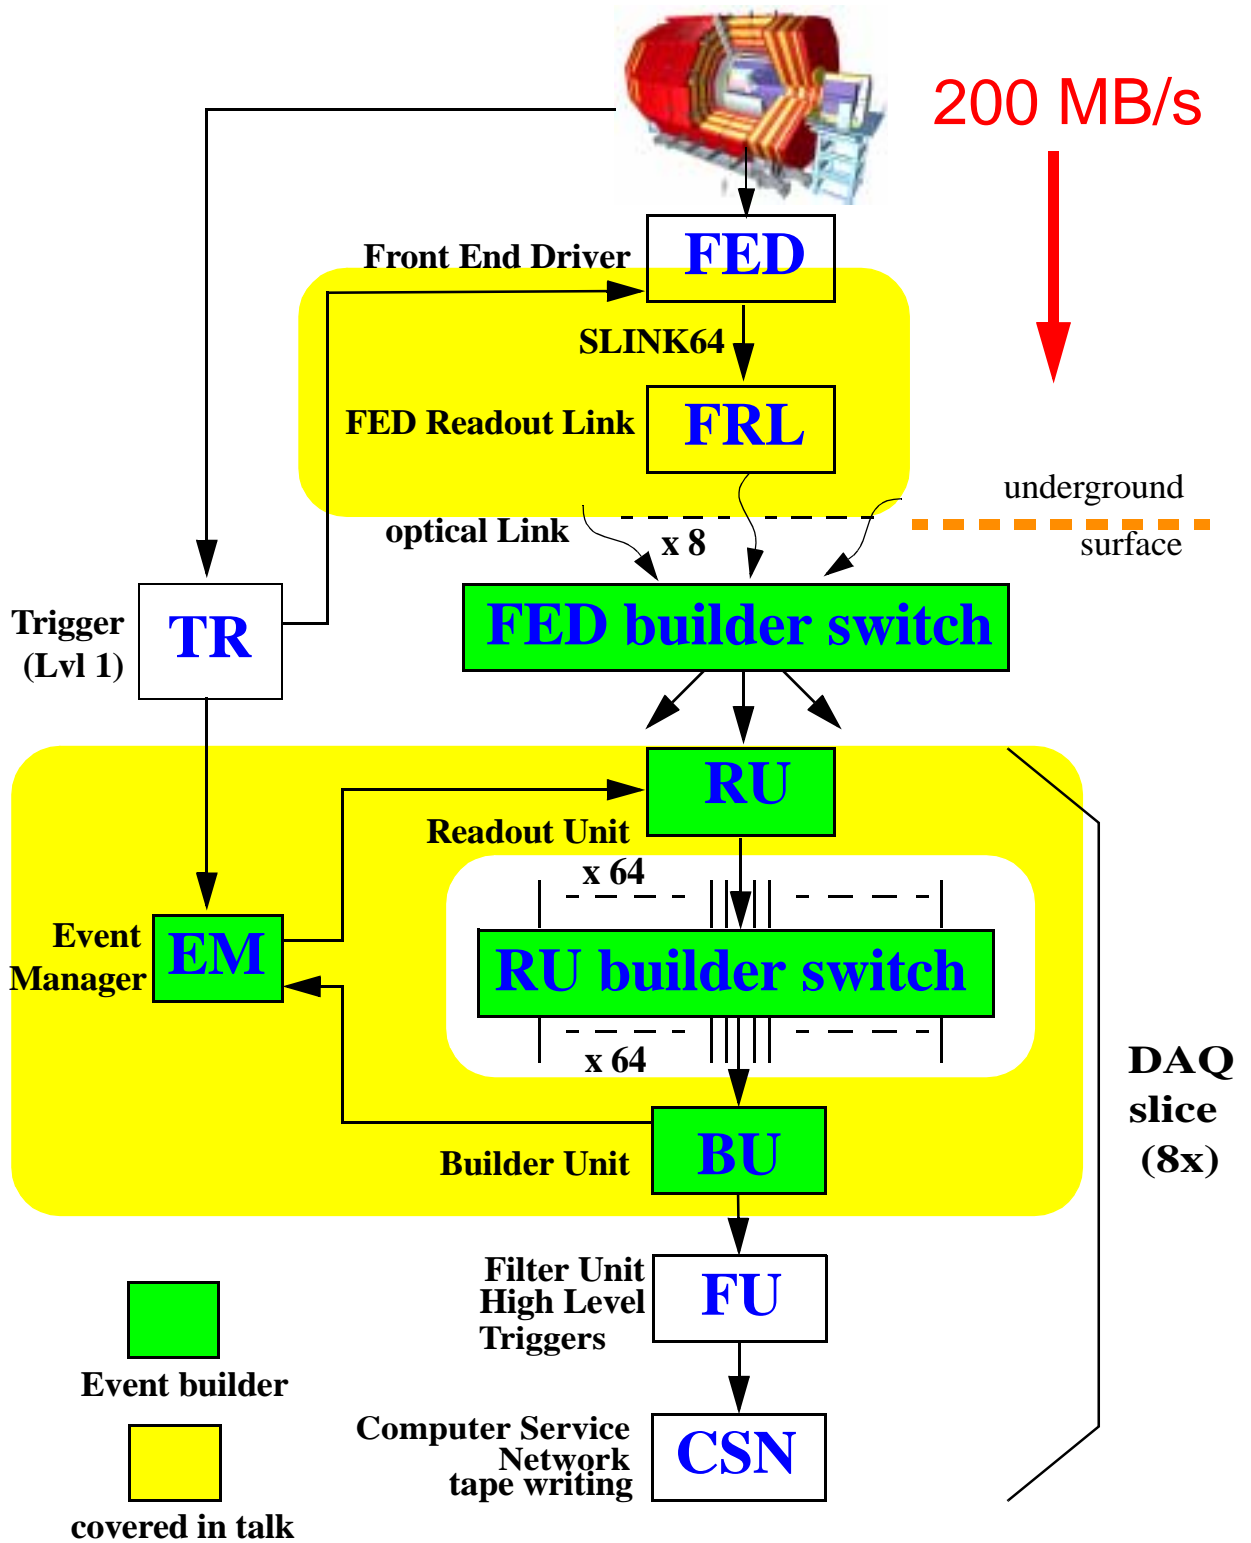 200 MB/s
Front End Driver
FED
SLINK64
FED Readout Link
FRL
underground
optical Link
x 8
surface
FED builder switch
Trigger
(Lvl 1)
TR
RU
Readout Unit
x 64
Event
Manager
EM
RU builder switch
x 64
DAQ
slice
(8x)
BU
Builder Unit
Filter Unit
High Level
Triggers
FU
Event builder
Computer Service
Network
tape writing
CSN
covered in talk